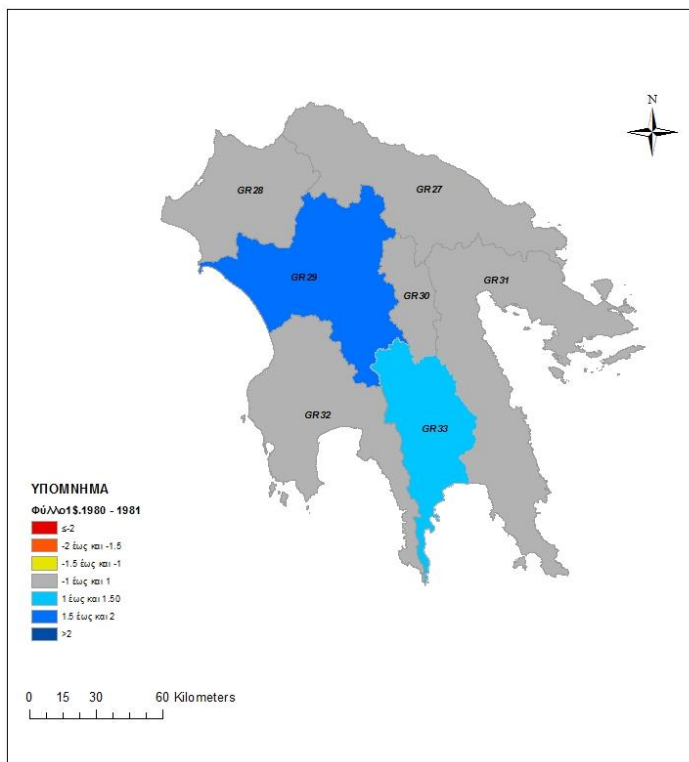 N
GR28
GR27
GR29
GR30
GR31
GR32
GR33
ΥΠΟΜΝΗΜΑ
Φύλλο1$.1980 - 1981
≤-2
-2 έως και -1.5
-1.5 έως και -1
-1 έως και 1
1 έως και 1.50
1.5 έως και 2
>2
0 15 30 60 Kilometers